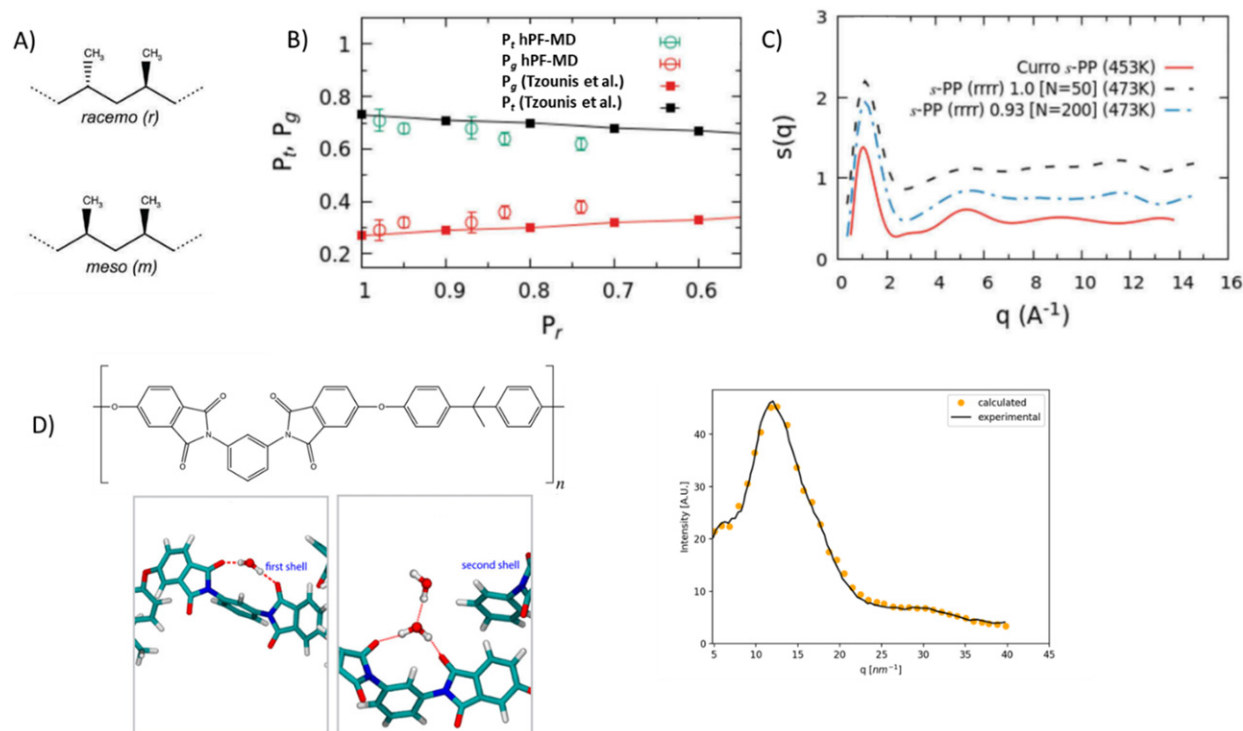 A)
CH₃
CH₃
racemo (r)
CH₃
CH₃
meso (m)
B)
Pₜ hPF-MD
P_g hPF-MD
P_g (Tzounis et al.)
Pₜ (Tzounis et al.)
Pₜ, P_g
1
0.8
0.6
0.4
0.2
1
0.9
0.8
0.7
0.6
Pᵣ
C)
Curro s-PP (453K)
s-PP (rrrr) 1.0 [N=50] (473K)
s-PP (rrrr) 0.93 [N=200] (473K)
s(q)
3
2
1
0
0 2 4 6 8 10 12 14 16
q (A⁻¹)
D)
O
O
O
O
O
N
N
O
O
n
first shell
second shell
calculated
experimental
Intensity [A.U.]
40
30
20
10
0
5 10 15 20 25 30 35 40 45
q [nm⁻¹]